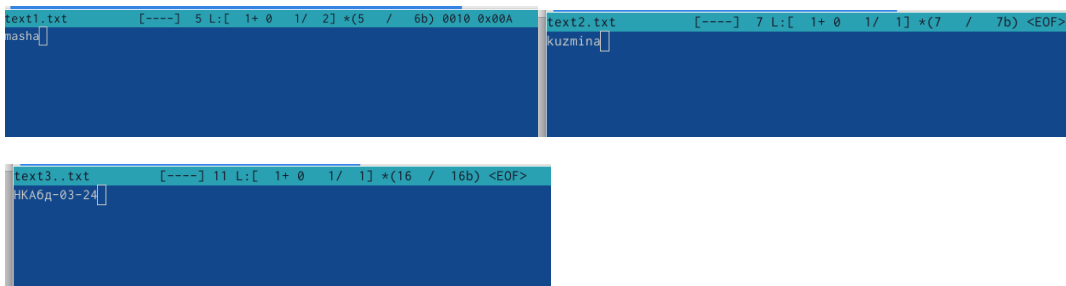 text1.txt [----] 5 L:[ 1+ 0 1/ 2] *(5 / 6b) 0010 0x00A
masha
text2.txt [----] 7 L:[ 1+ 0 1/ 1] *(7 / 7b) <EOF>
kuzmina
text3..txt [----] 11 L:[ 1+ 0 1/ 1] *(16 / 16b) <EOF>
НКАбд-03-24